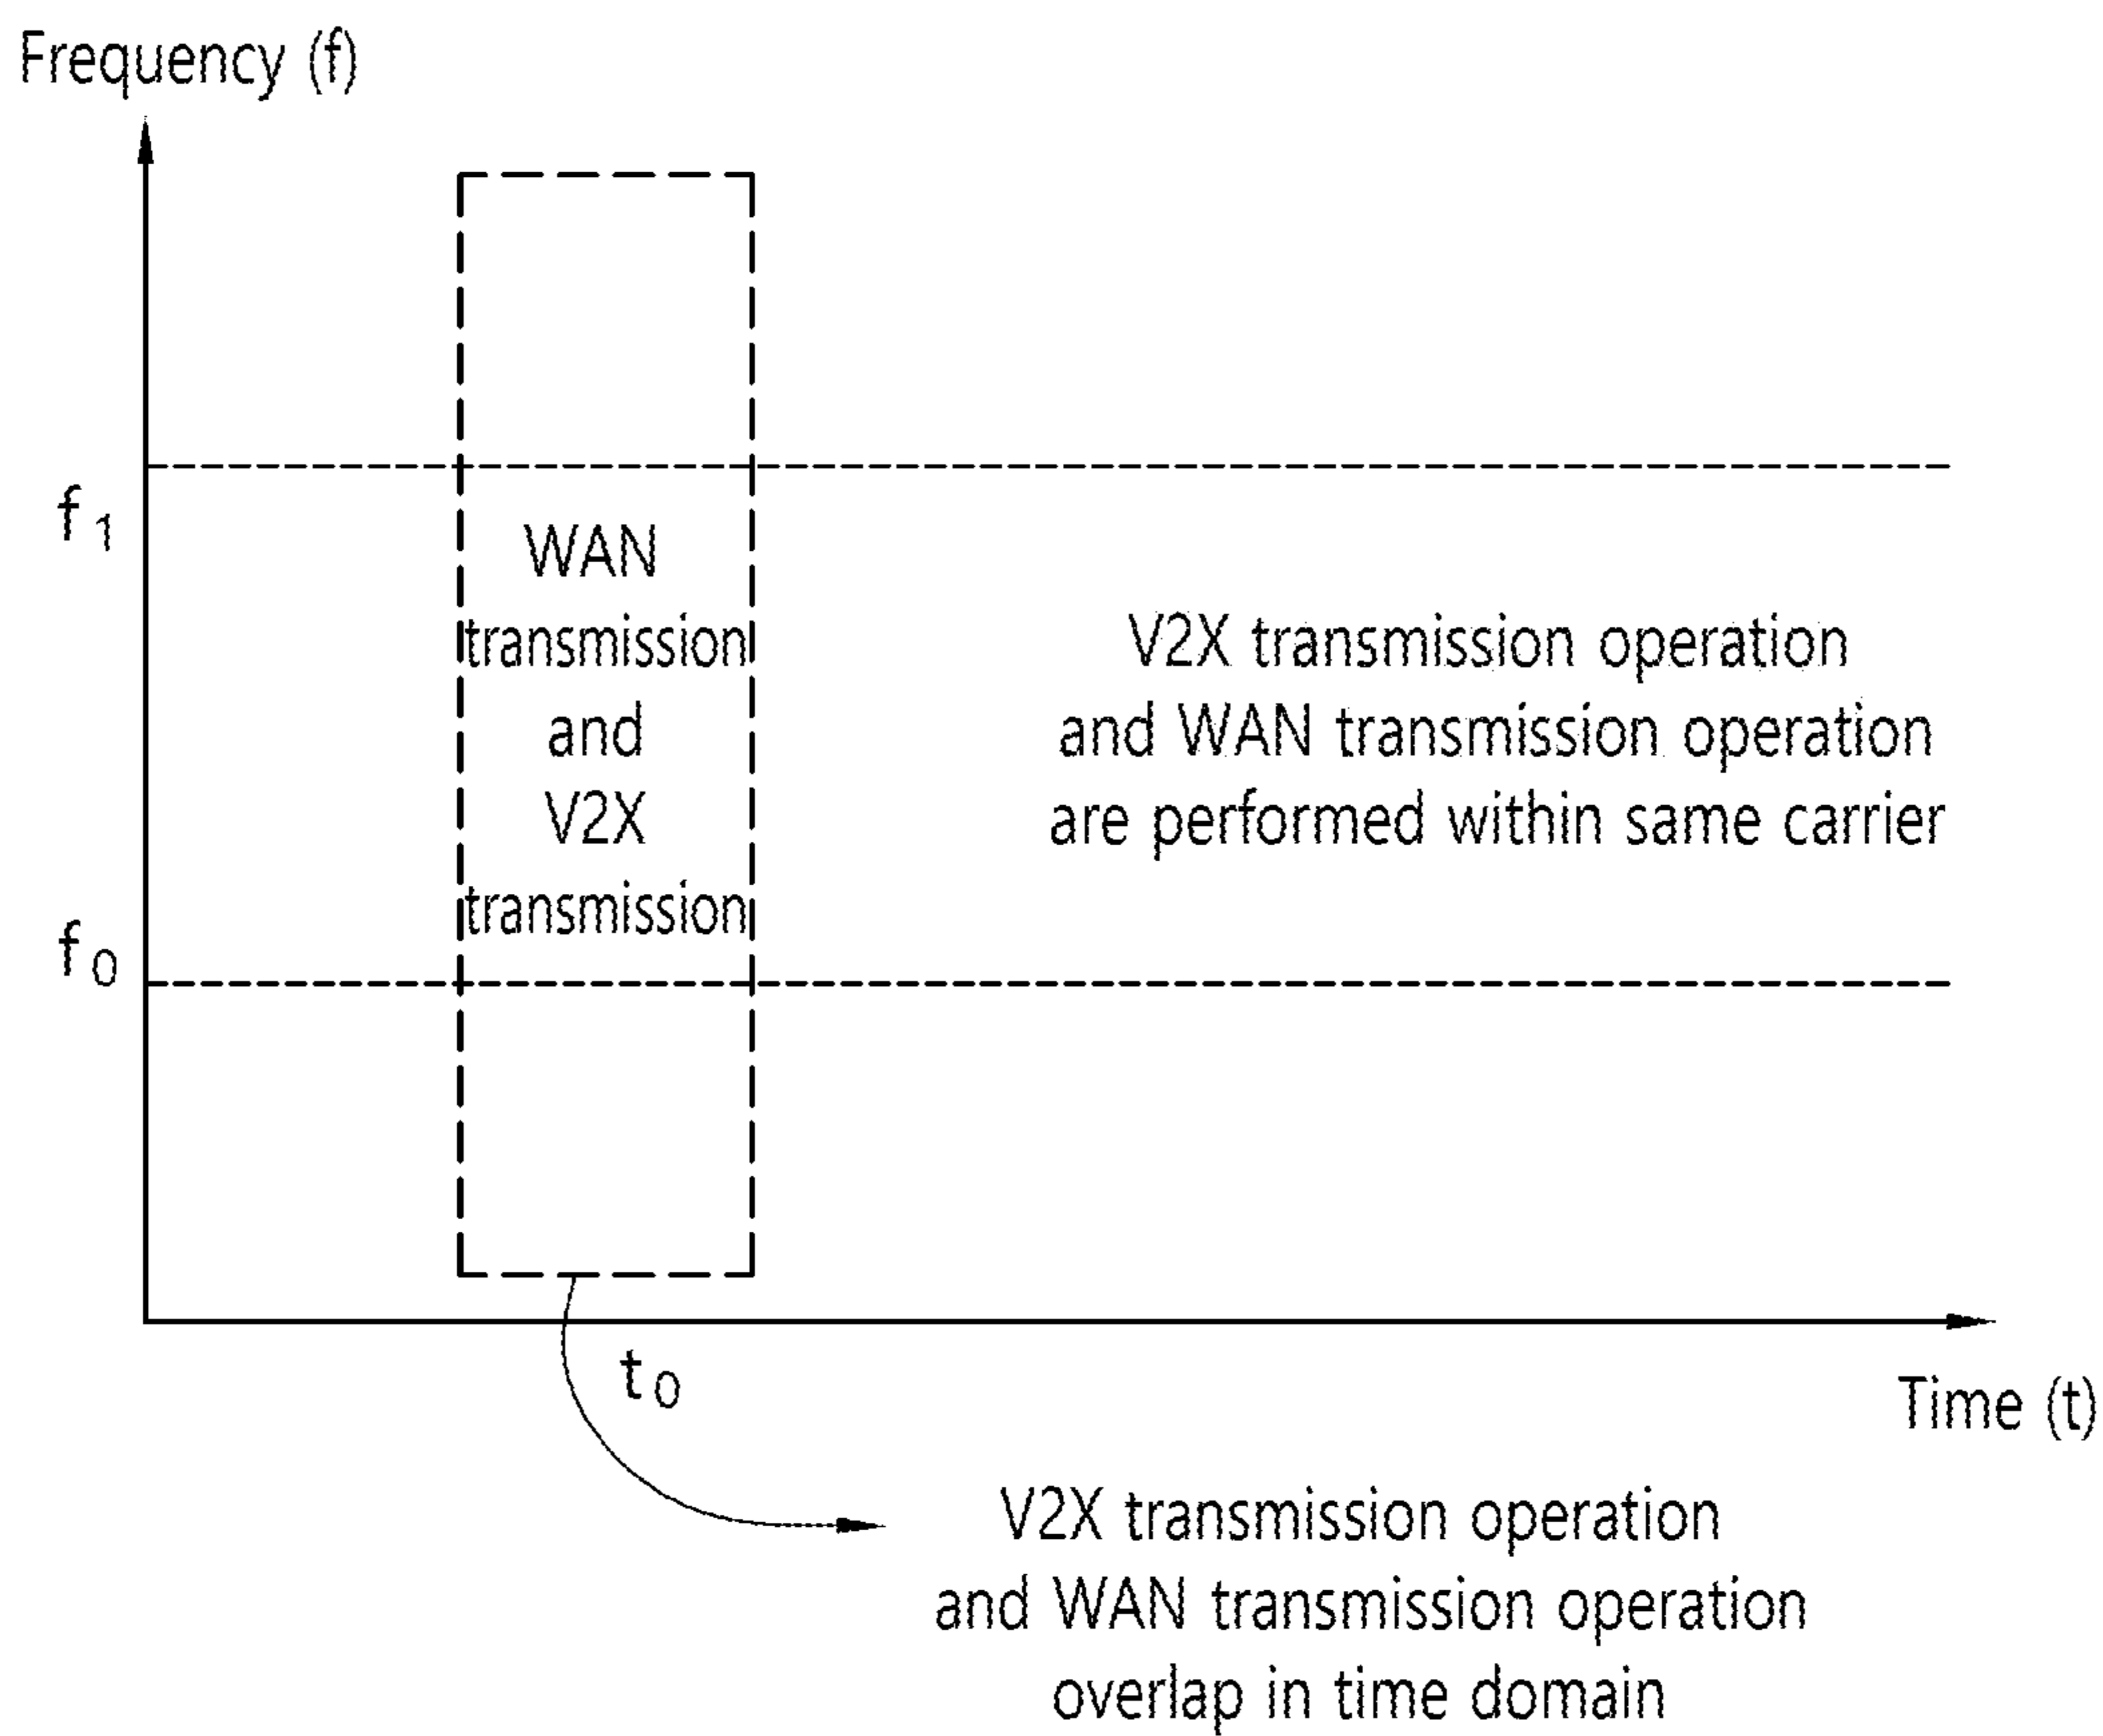 Frequency (f)
f1
WAN
transmission
and
V2X
transmission
V2X transmission operation
and WAN transmission operation
are performed within same carrier
f0
t0
Time (t)
V2X transmission operation
and WAN transmission operation
overlap in time domain